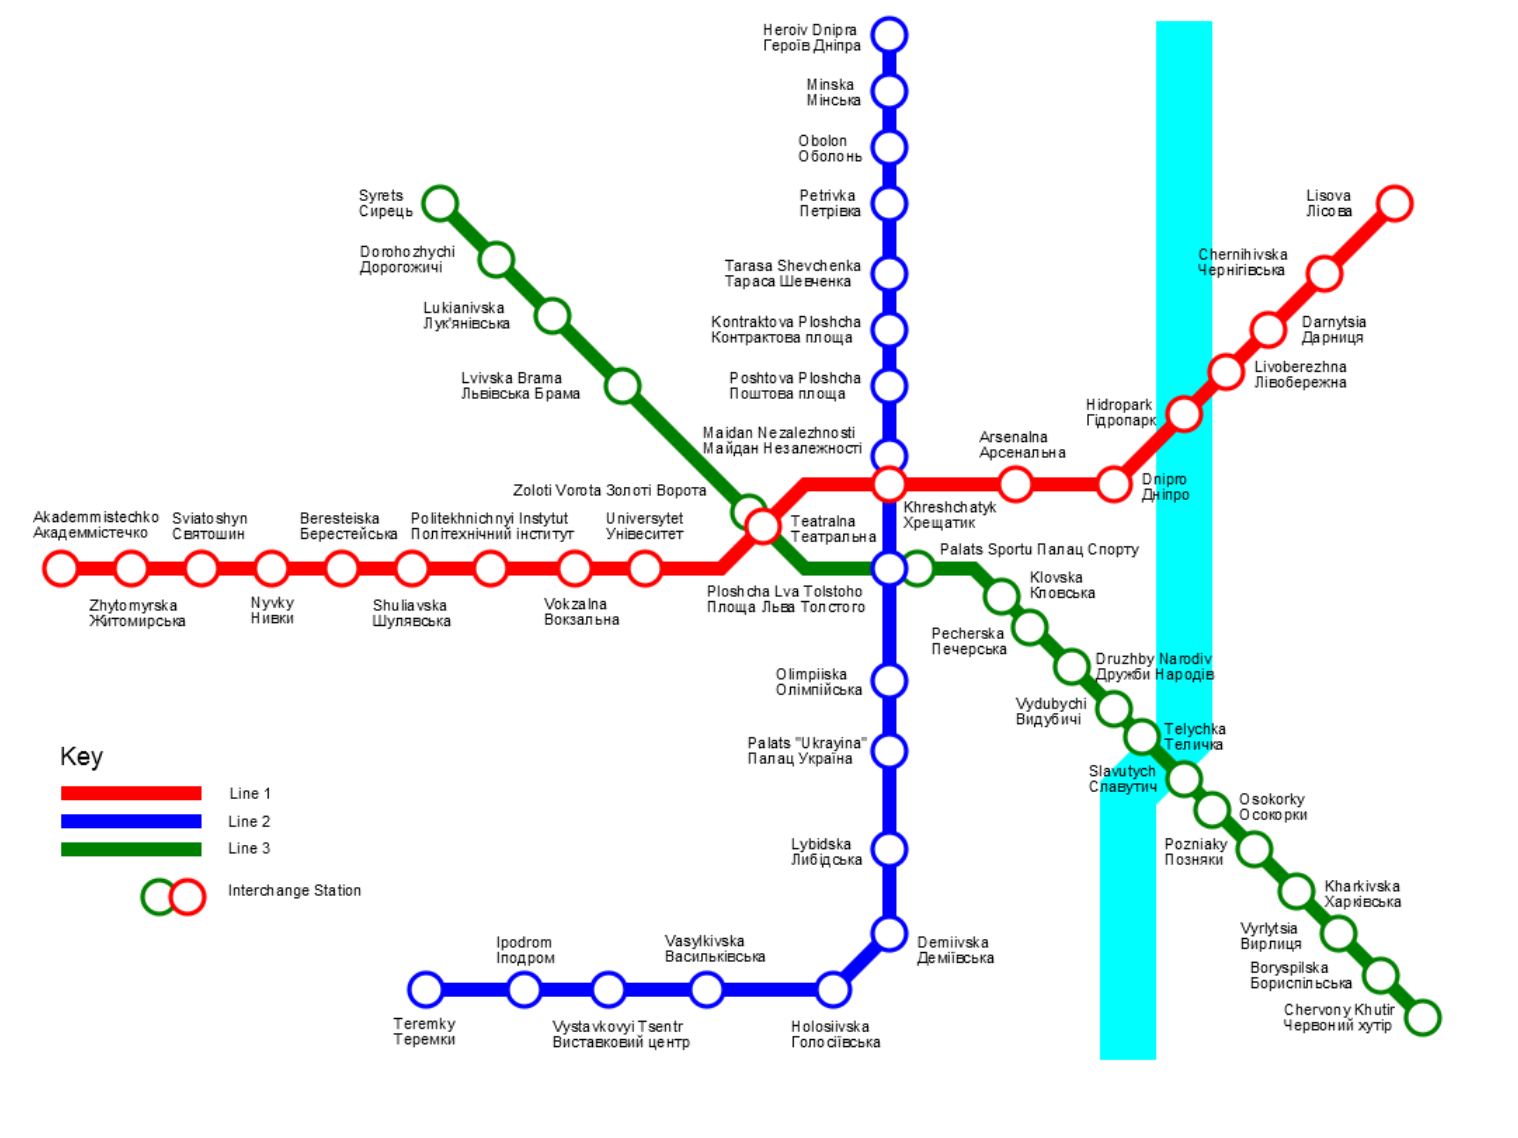 Heroiv Dnipra
Героїв Дніпра
Minska
Мінська
Obolon
Оболонь
Petrivka
Петрівка
Tarasa Shevchenka
Тараса Шевченка
Kontraktova Ploshcha
Контрактова площа
Poshtova Ploshcha
Поштова площа
Maidan Nezalezhnosti
Майдан Незалежності
Syrets
Сирець
Dorohozhychi
Дорогожичі
Lukianivska
Лук'янівська
Lvivska Brama
Львівська Брама
Zoloti Vorota Золоті Ворота
Lisova
Лісова
Chernihivska
Чернігівська
Darnytsia
Дарниця
Livoberezhna
Лівобережна
Hidropark
Гідропарк
Arsenalna
Арсенальна
Dnipro
Дніпро
Khreshchatyk
Хрещатик
Teatralna
Театральна
Akademmistechko
Академмістечко
Sviatoshyn
Святошин
Beresteiska
Берестейська
Politekhnichnyi Instytut
Політехнічний інститут
Universytet
Унівеситет
Zhytomyrska
Житомирська
Nyvky
Нивки
Shuliavska
Шулявська
Vokzalna
Вокзальна
Ploshcha Lva Tolstoho
Площа Льва Толстого
Palats Sportu Палац Спорту
Klovska
Кловська
Pecherska
Печерська
Druzhby Narodiv
Дружби Народів
Vydubychi
Видубичі
Telychka
Теличка
Slavutych
Славутич
Osokorky
Осокорки
Pozniaky
Позняки
Kharkivska
Харківська
Vyrlytsia
Вирлиця
Boryspilska
Бориспільська
Chervony Khutir
Червоний хутір
Olimpiiska
Олімпійська
Palats "Ukrayina"
Палац Україна
Lybidska
Либідська
Demiivska
Деміївська
Vasylkivska
Васильківська
Ipodrom
Іподром
Teremky
Теремки
Vystavkovyi Tsentr
Виставковий центр
Holosiivska
Голосіївська
Key
Line 1
Line 2
Line 3
Interchange Station